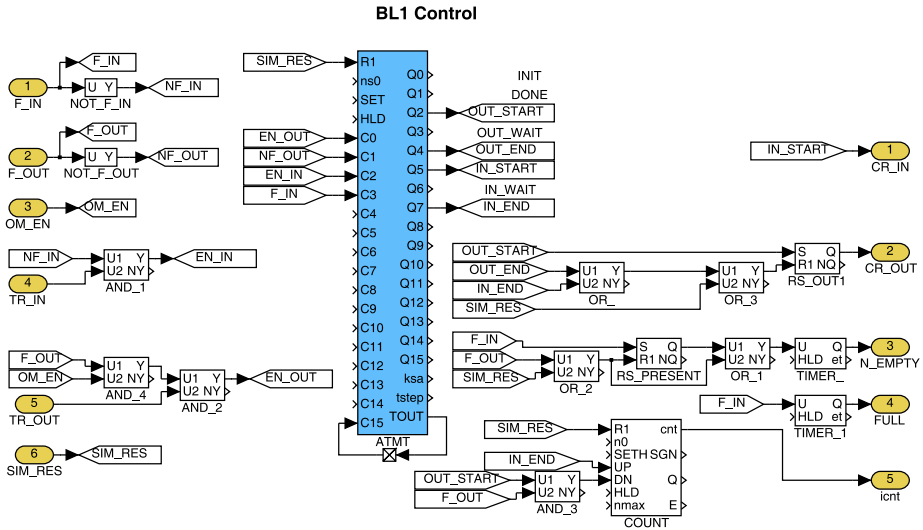 BL1 Control
1
F_IN
F_IN
U Y
NOT_F_IN
NF_IN
2
F_OUT
F_OUT
U Y
NOT_F_OUT
NF_OUT
3
OM_EN
OM_EN
NF_IN
4
TR_IN
U1 Y
U2 NY
AND_1
EN_IN
F_OUT
OM_EN
U1 Y
U2 NY
AND_4
5
TR_OUT
U1 Y
U2 NY
AND_2
EN_OUT
6
SIM_RES
SIM_RES
SIM_RES
EN_OUT
NF_OUT
EN_IN
F_IN
R1
ns0
SET
HLD
C0
C1
C2
C3
C4
C5
C6
C7
C8
C9
C10
C11
C12
C13
C14
C15
Q0
Q1
Q2
Q3
Q4
Q5
Q6
Q7
Q8
Q9
Q10
Q11
Q12
Q13
Q14
Q15
ksa
tstep
TOUT
ATMT
INIT
DONE
OUT_START
OUT_WAIT
OUT_END
IN_START
IN_WAIT
IN_END
IN_START
1
CR_IN
OUT_START
OUT_END
IN_END
SIM_RES
U1 Y
U2 NY
OR_
U1 Y
U2 NY
OR_3
S Q
R1 NQ
RS_OUT1
2
CR_OUT
F_IN
F_OUT
SIM_RES
U1 Y
U2 NY
OR_2
S Q
R1 NQ
RS_PRESENT
U1 Y
U2 NY
OR_1
U Q
HLD et
TIMER_
3
N_EMPTY
F_IN
U Q
HLD et
TIMER_1
4
FULL
SIM_RES
IN_END
OUT_START
F_OUT
U1 Y
U2 NY
AND_3
R1 cnt
n0
SETH SGN
UP
DN Q
HLD
nmax E
COUNT
5
icnt